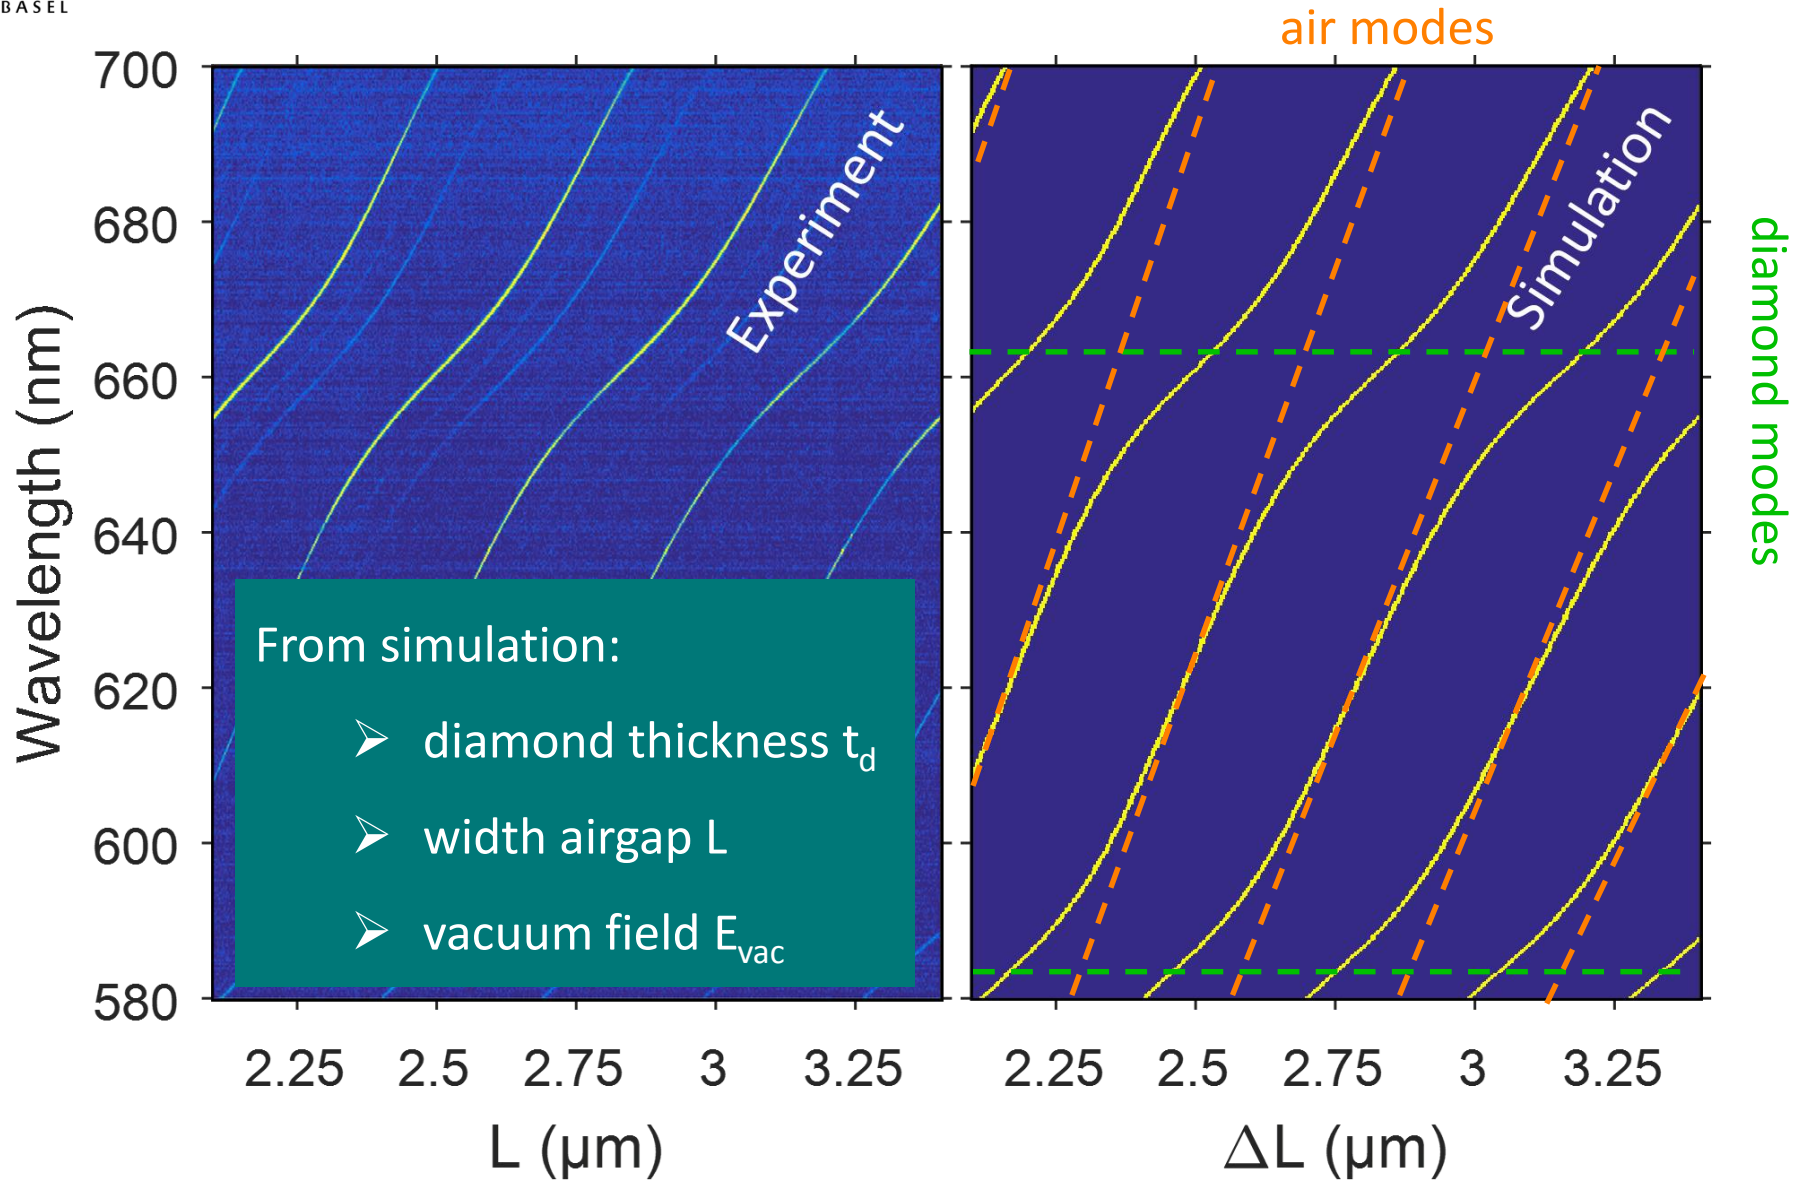 BASEL
air modes
700
680
660
640
620
600
580
Wavelength (nm)
Experiment
Simulation
diamond modes
From simulation:
➢ diamond thickness td
➢ width airgap L
➢ vacuum field Evac
2.25 2.5 2.75 3 3.25
2.25 2.5 2.75 3 3.25
L (µm)
ΔL (µm)